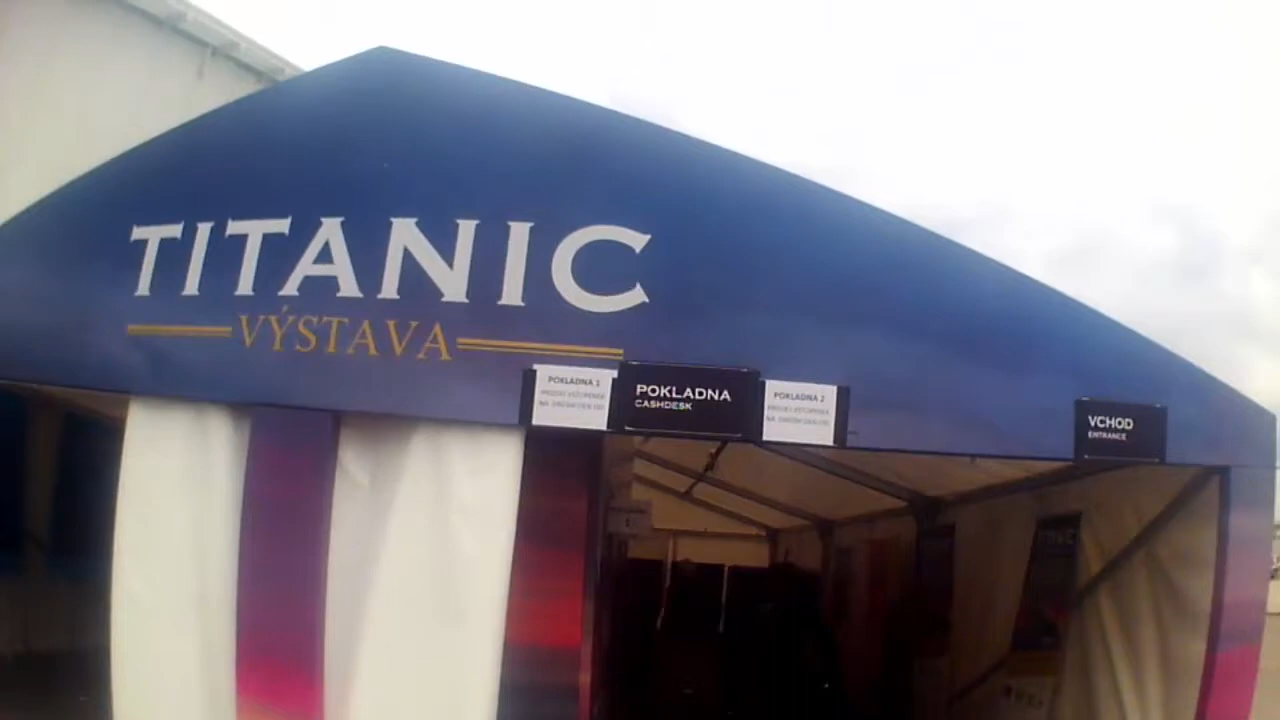 TITANIC
VÝSTAVA
POKLADNA 1
POKLADNA
CASHDESK
POKLADNA 2
VCHOD
ENTRANCE